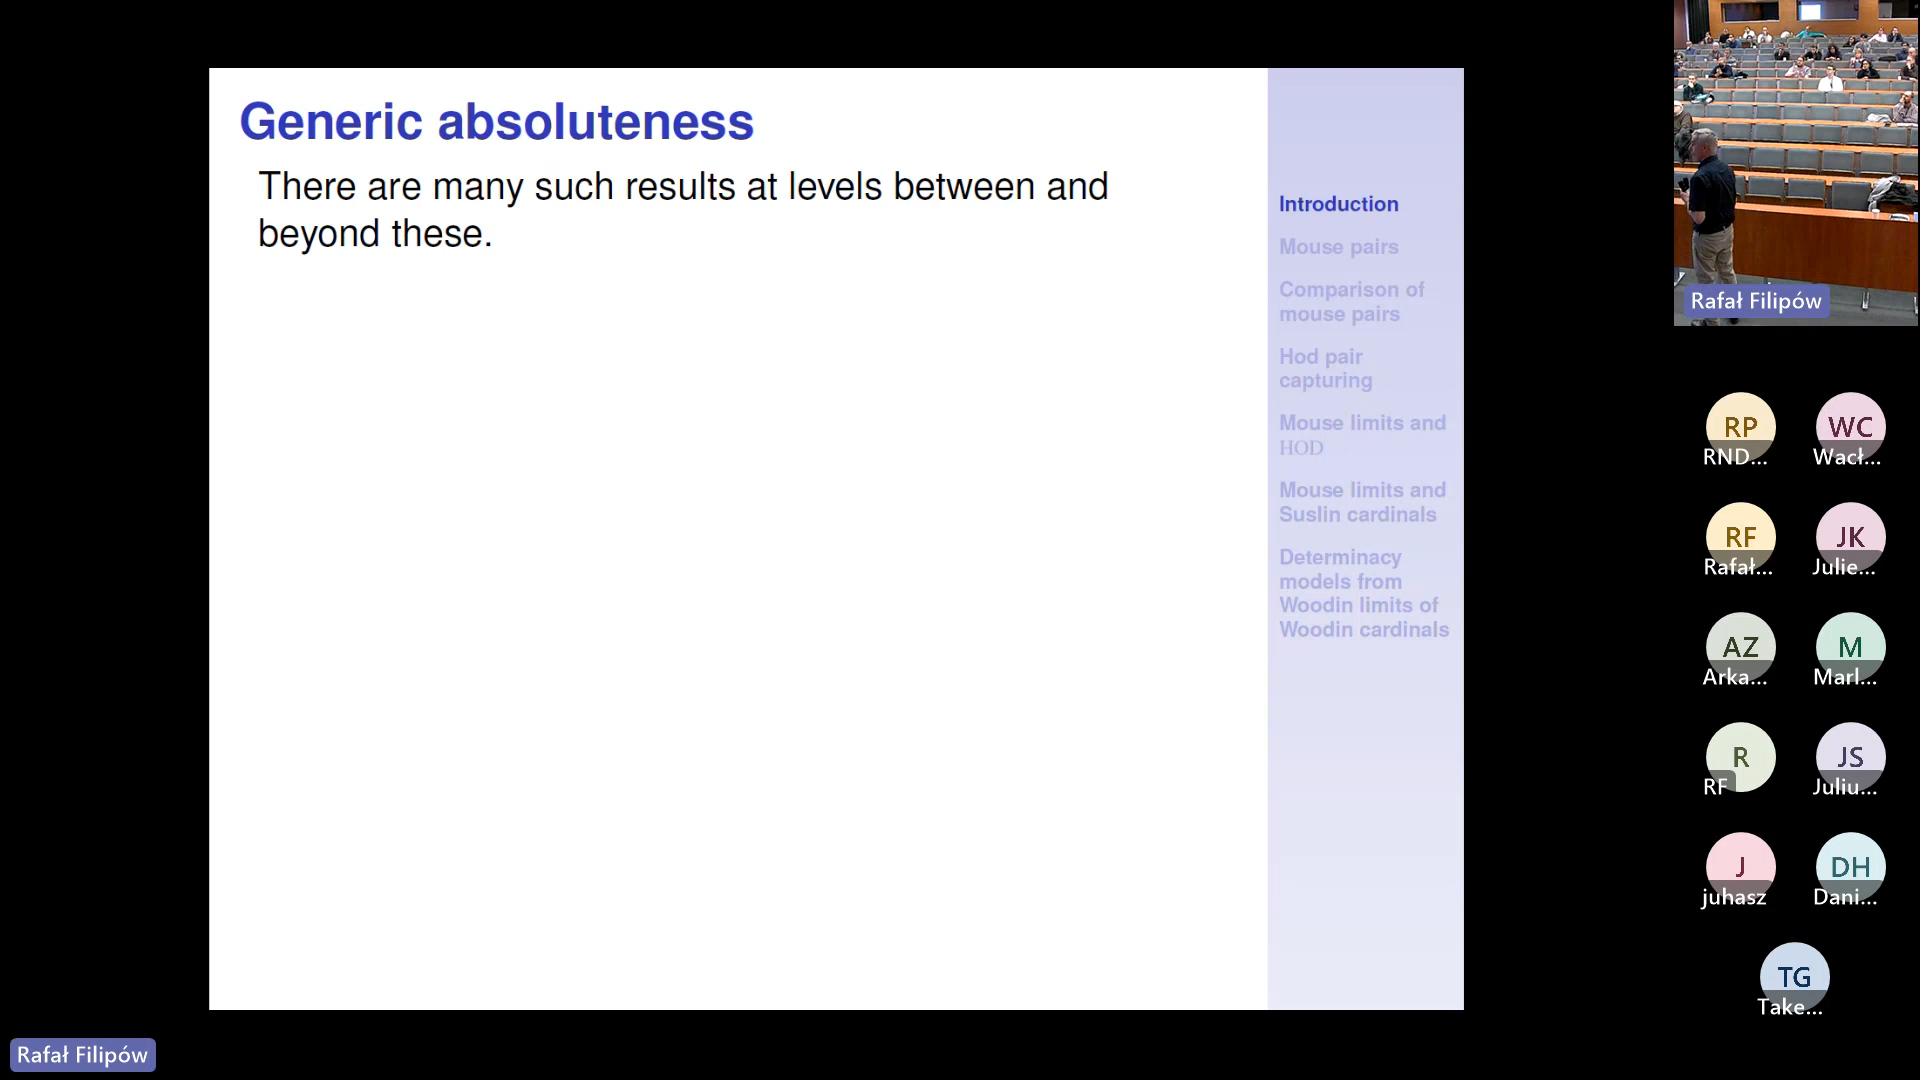 Generic absoluteness
There are many such results at levels between and
beyond these.
Introduction
Mouse pairs
Comparison of
mouse pairs
Hod pair
capturing
Mouse limits and
HOD
Mouse limits and
Suslin cardinals
Determinacy
models from
Woodin limits of
Woodin cardinals
Rafał Filipów
RP
RND...
WC
Wacł...
RF
Rafał...
JK
Julie...
AZ
Arka...
M
Marl...
R
RF
JS
Juliu...
J
juhasz
DH
Dani...
TG
Take...
Rafał Filipów